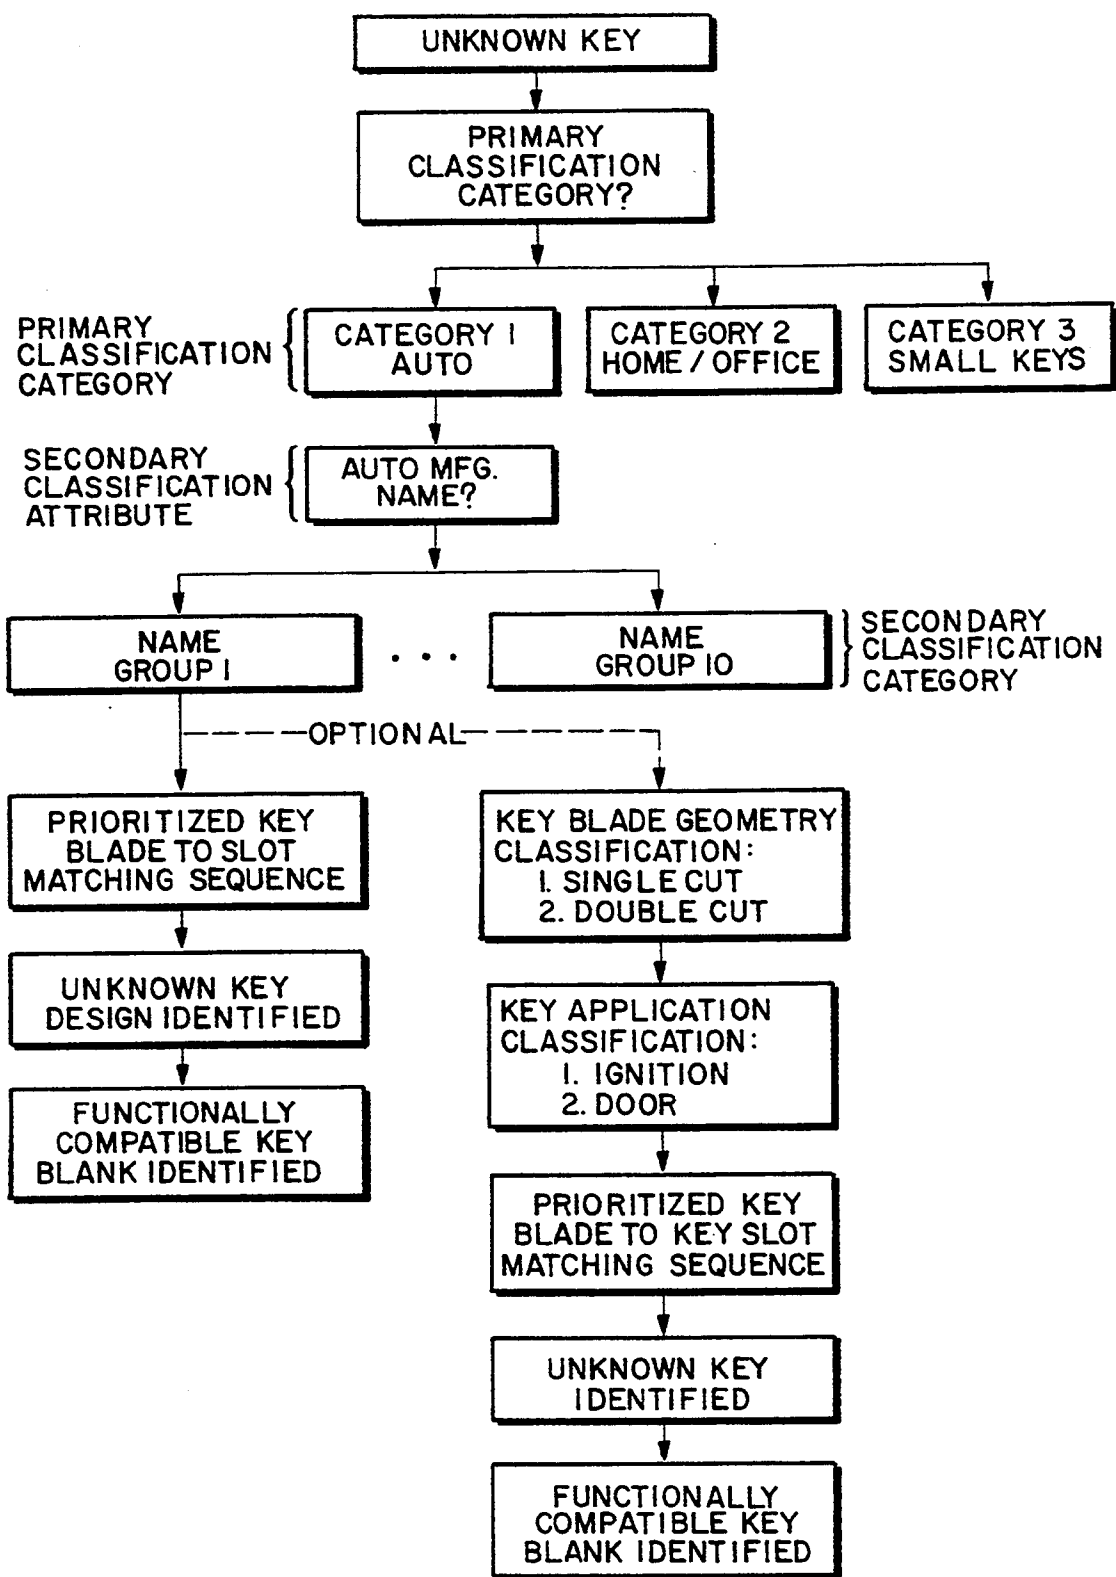 UNKNOWN KEY
PRIMARY
CLASSIFICATION
CATEGORY?
PRIMARY
CLASSIFICATION
CATEGORY
CATEGORY 1
AUTO
CATEGORY 2
HOME / OFFICE
CATEGORY 3
SMALL KEYS
SECONDARY
CLASSIFICATION
ATTRIBUTE
AUTO MFG.
NAME?
NAME
GROUP 1
. . .
NAME
GROUP 10
SECONDARY
CLASSIFICATION
CATEGORY
OPTIONAL
PRIORITIZED KEY
BLADE TO SLOT
MATCHING SEQUENCE
UNKNOWN KEY
DESIGN IDENTIFIED
FUNCTIONALLY
COMPATIBLE KEY
BLANK IDENTIFIED
KEY BLADE GEOMETRY
CLASSIFICATION:
1. SINGLE CUT
2. DOUBLE CUT
KEY APPLICATION
CLASSIFICATION:
1. IGNITION
2. DOOR
PRIORITIZED KEY
BLADE TO KEY SLOT
MATCHING SEQUENCE
UNKNOWN KEY
IDENTIFIED
FUNCTIONALLY
COMPATIBLE KEY
BLANK IDENTIFIED